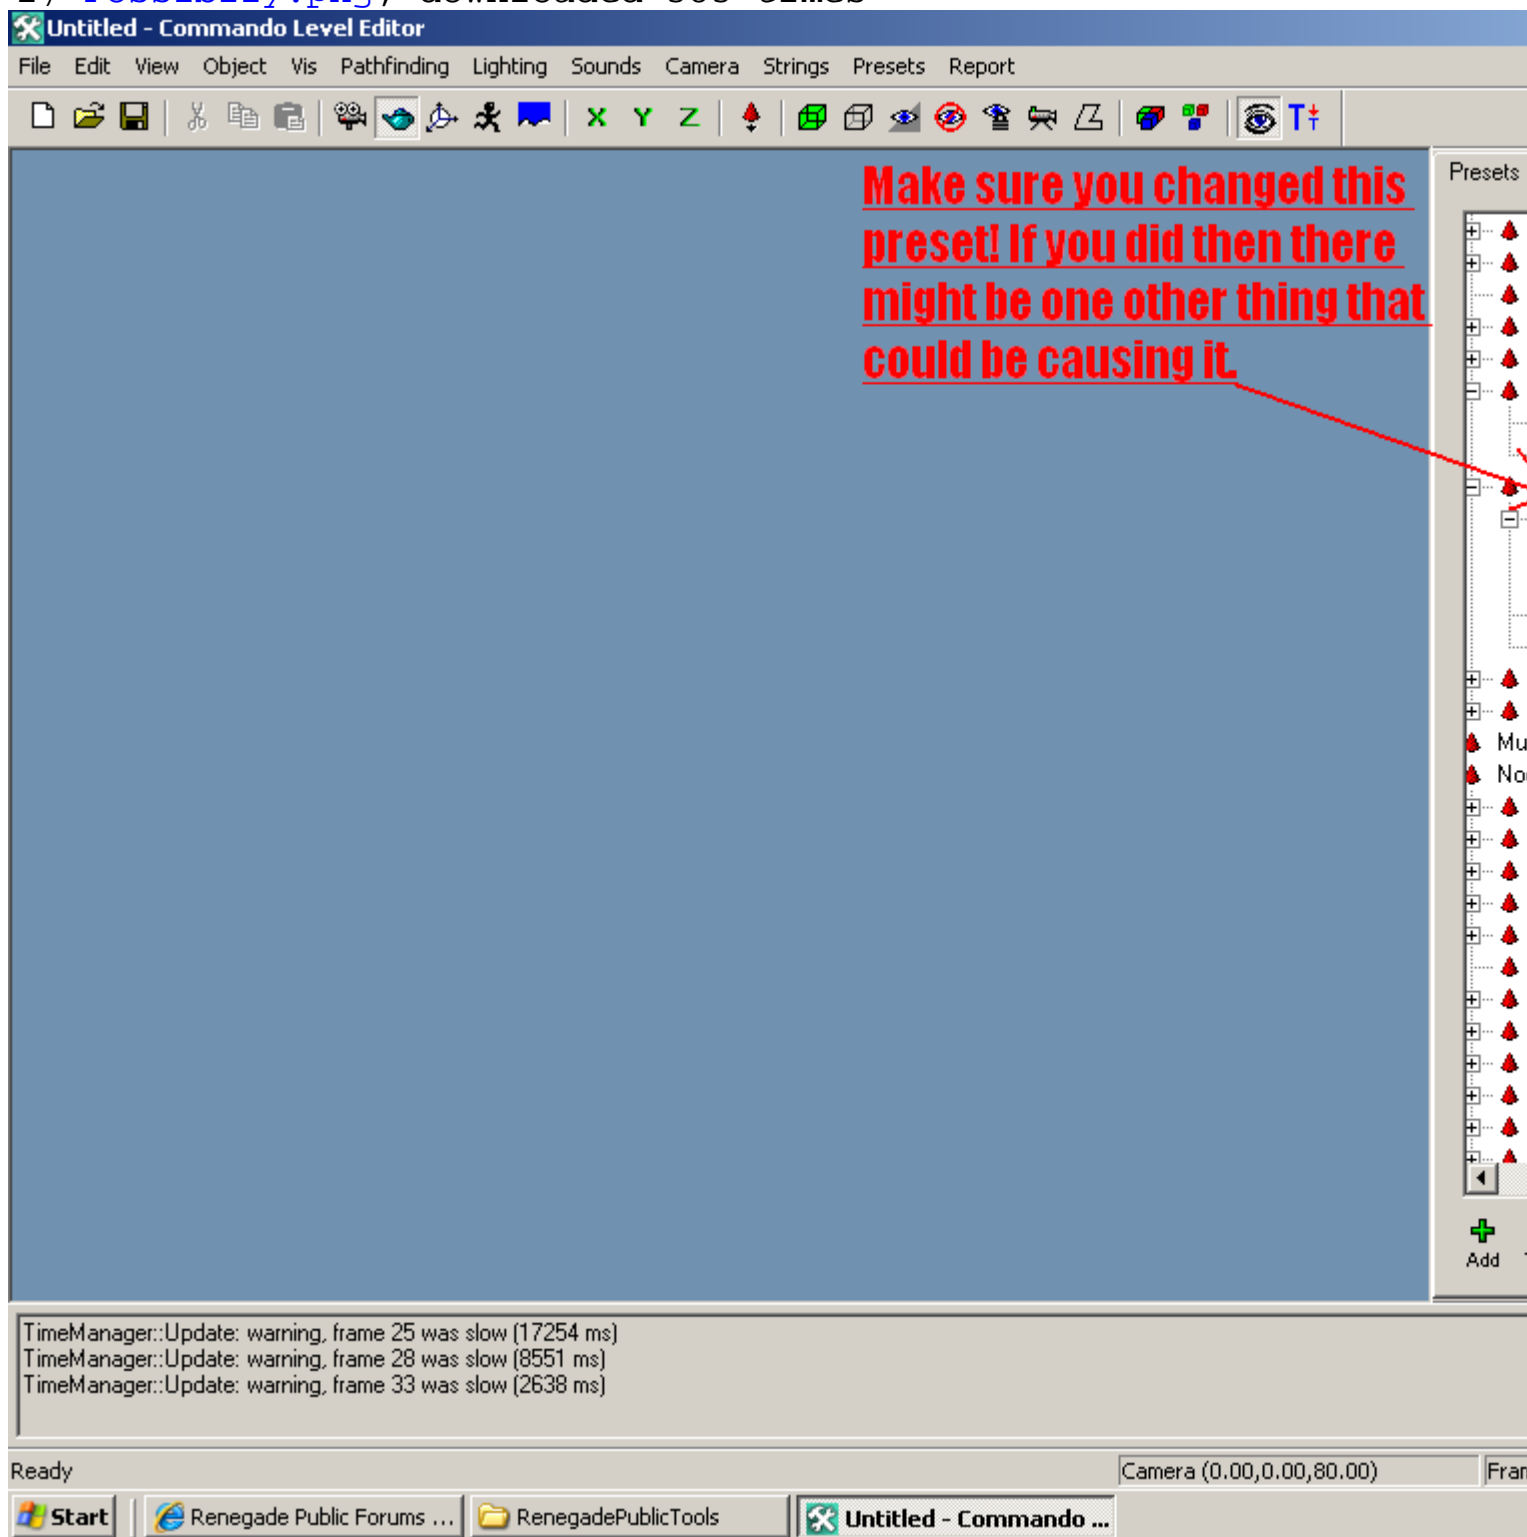 Untitled - Commando Level Editor
File Edit View Object Vis Pathfinding Lighting Sounds Camera Strings Presets Report
X Y Z T
Make sure you changed this
preset! If you did then there
might be one other thing that
could be causing it.
Presets
Mu
No
Add
TimeManager::Update: warning, frame 25 was slow (17254 ms)
TimeManager::Update: warning, frame 28 was slow (8551 ms)
TimeManager::Update: warning, frame 33 was slow (2638 ms)
Ready
Camera (0.00,0.00,80.00)
Fran
Start
Renegade Public Forums ...
RenegadePublicTools
Untitled - Commando ...